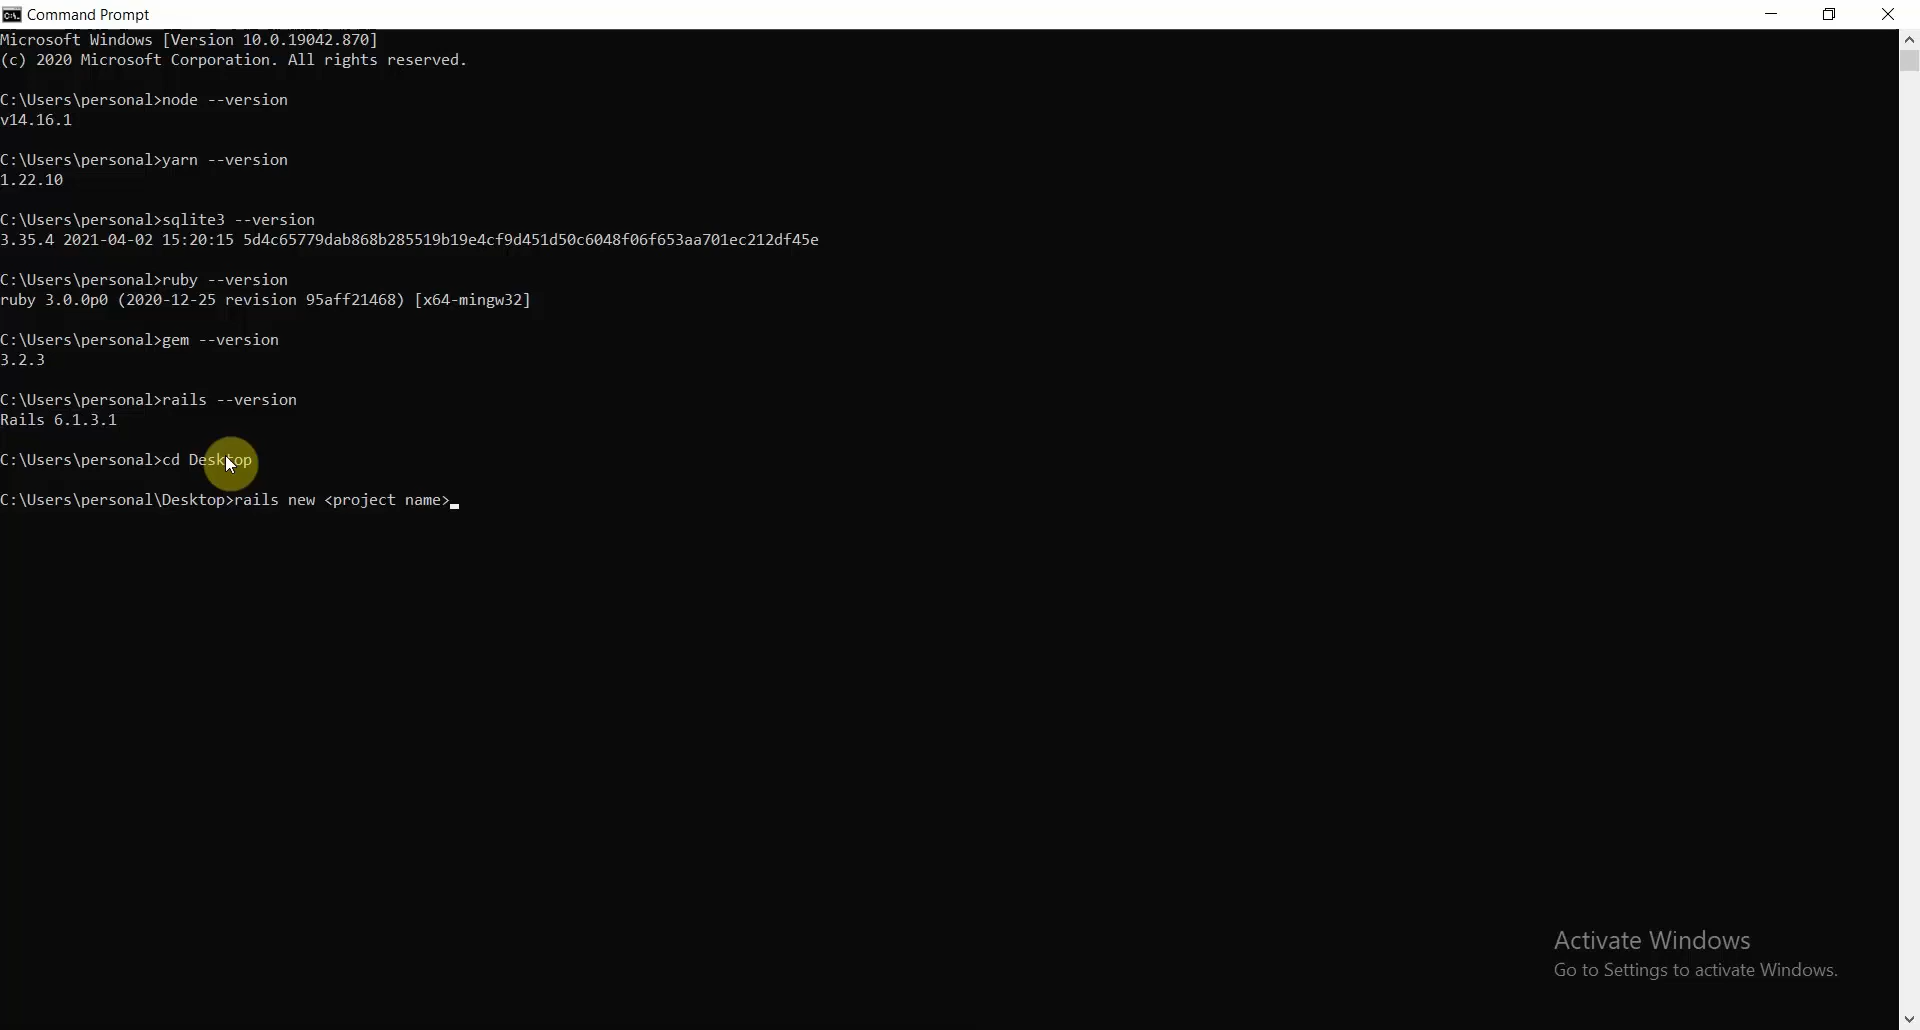 Command Prompt
Microsoft Windows [Version 10.0.19042.870]
(c) 2020 Microsoft Corporation. All rights reserved.
C:\Users\personal>node --version
v14.16.1
C:\Users\personal>yarn --version
1.22.10
C:\Users\personal>sqlite3 --version
3.35.4 2021-04-02 15:20:15 5d4c65779dab868b285519b19e4cf9d451d50c6048f06f653aa701ec212df45e
C:\Users\personal>ruby --version
ruby 3.0.0p0 (2020-12-25 revision 95aff21468) [x64-mingw32]
C:\Users\personal>gem --version
3.2.3
C:\Users\personal>rails --version
Rails 6.1.3.1
C:\Users\personal>cd Desktop
C:\Users\personal\Desktop>rails new <project name>
Activate Windows
Go to Settings to activate Windows.